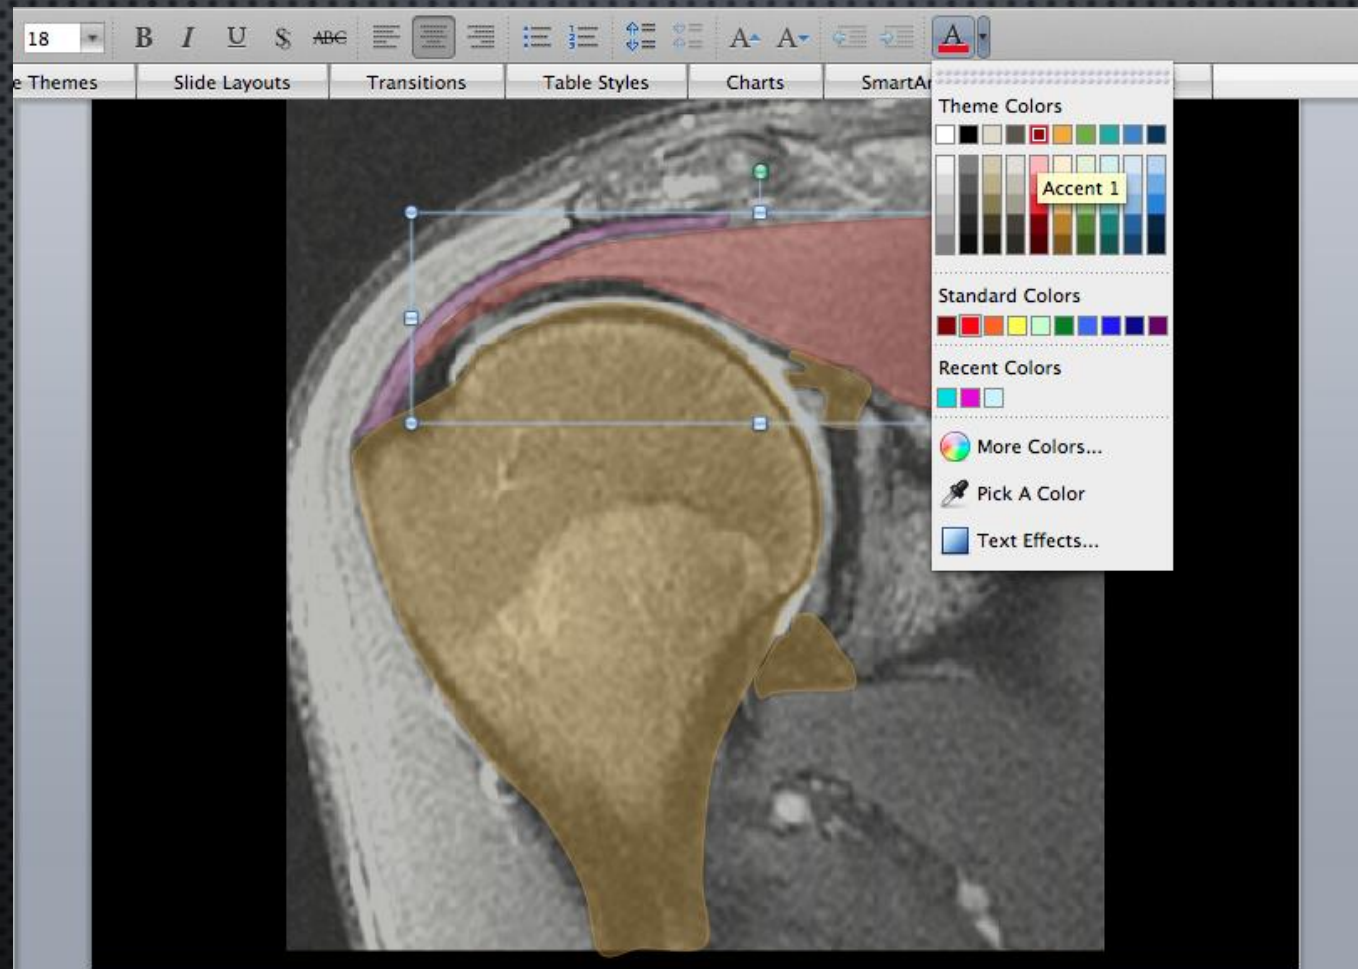 18 B I U S ABC A A A
e Themes Slide Layouts Transitions Table Styles Charts SmartAr
Theme Colors
Accent 1
Standard Colors
Recent Colors
More Colors...
Pick A Color
Text Effects...